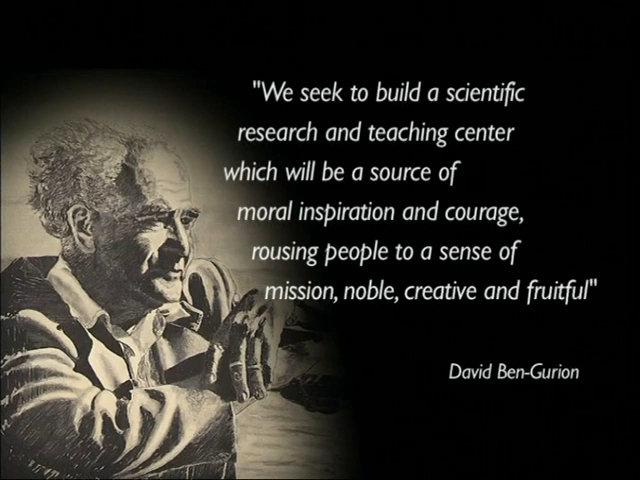 "We seek to build a scientific
research and teaching center
which will be a source of
moral inspiration and courage,
rousing people to a sense of
mission, noble, creative and fruitful"
David Ben-Gurion